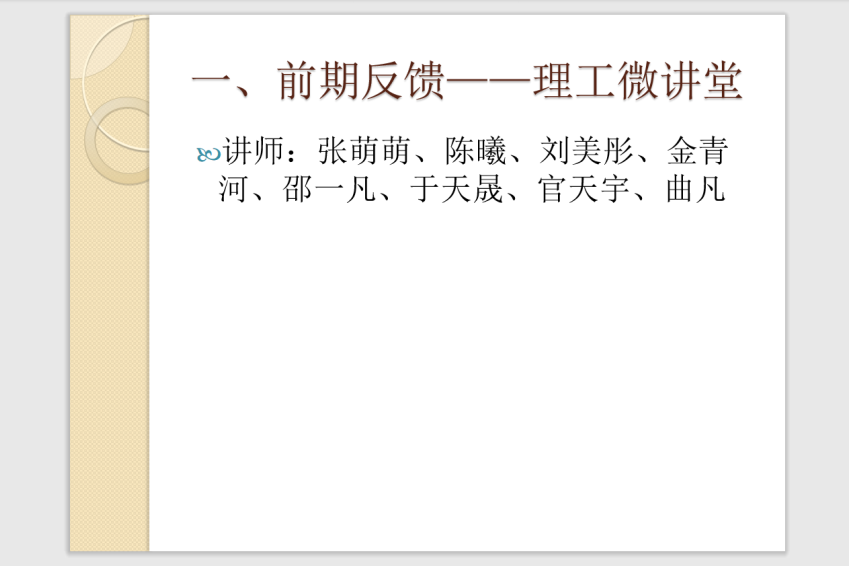 一、前期反馈——理工微讲堂
讲师：张萌萌、陈曦、刘美彤、金青
河、邵一凡、于天晟、官天宇、曲凡